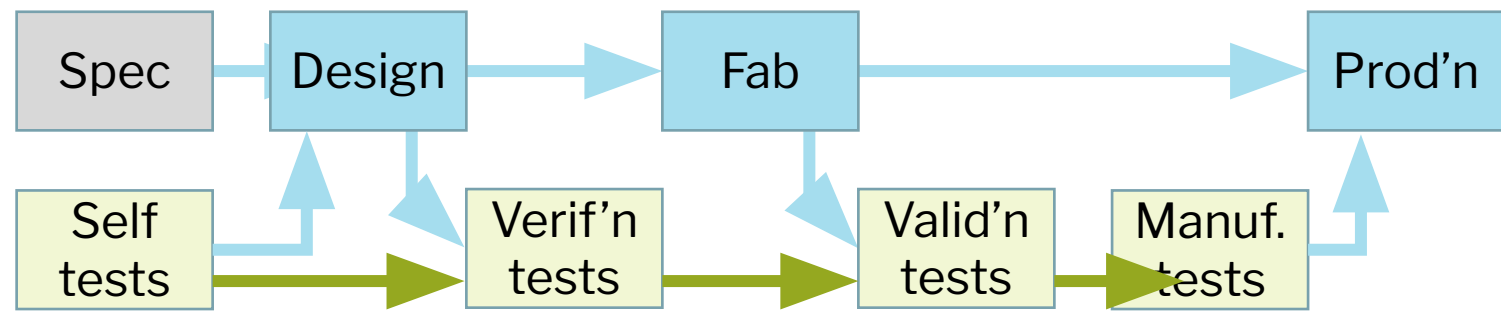 Spec
Design
Fab
Prod’n
Self
tests
Verif’n
tests
Valid’n
tests
Manuf.
tests